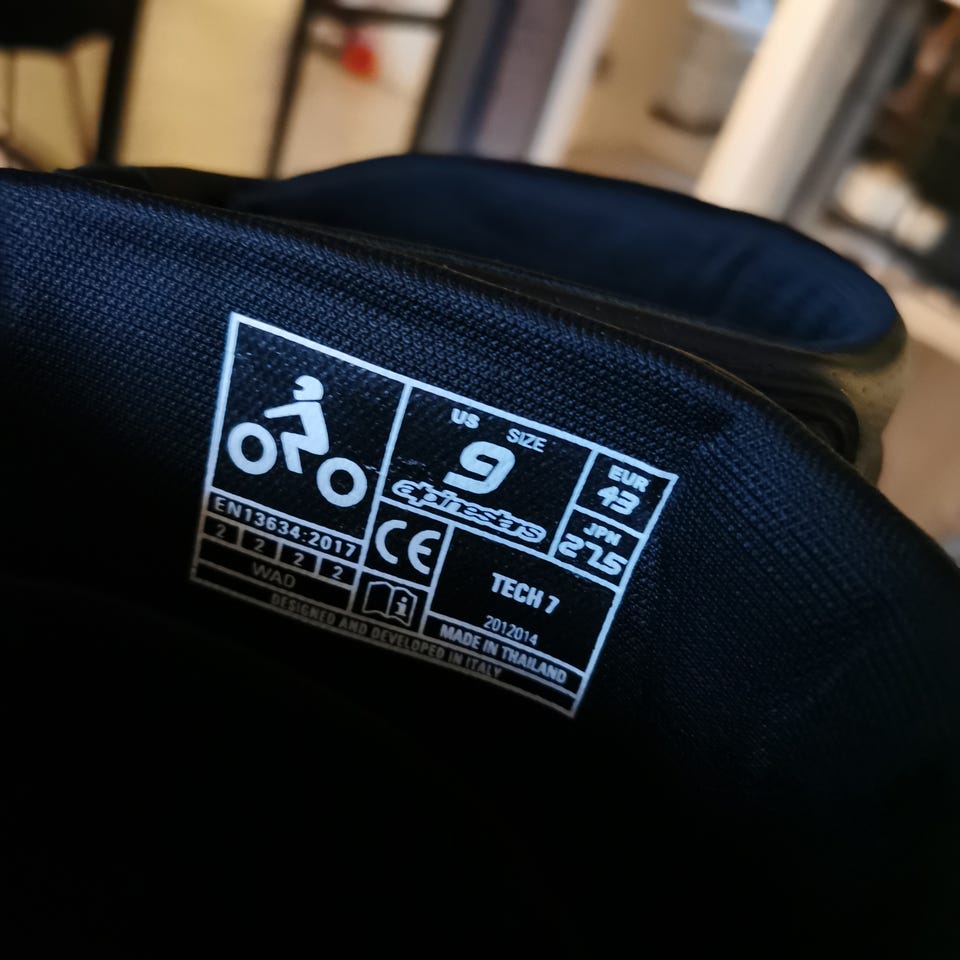 US SIZE
9
alpinestars
EUR
43
JPN
27.5
EN13634:2017
2 2 2 2
WAD
CE
i
TECH 7
2012014
MADE IN THAILAND
DESIGNED AND DEVELOPED IN ITALY